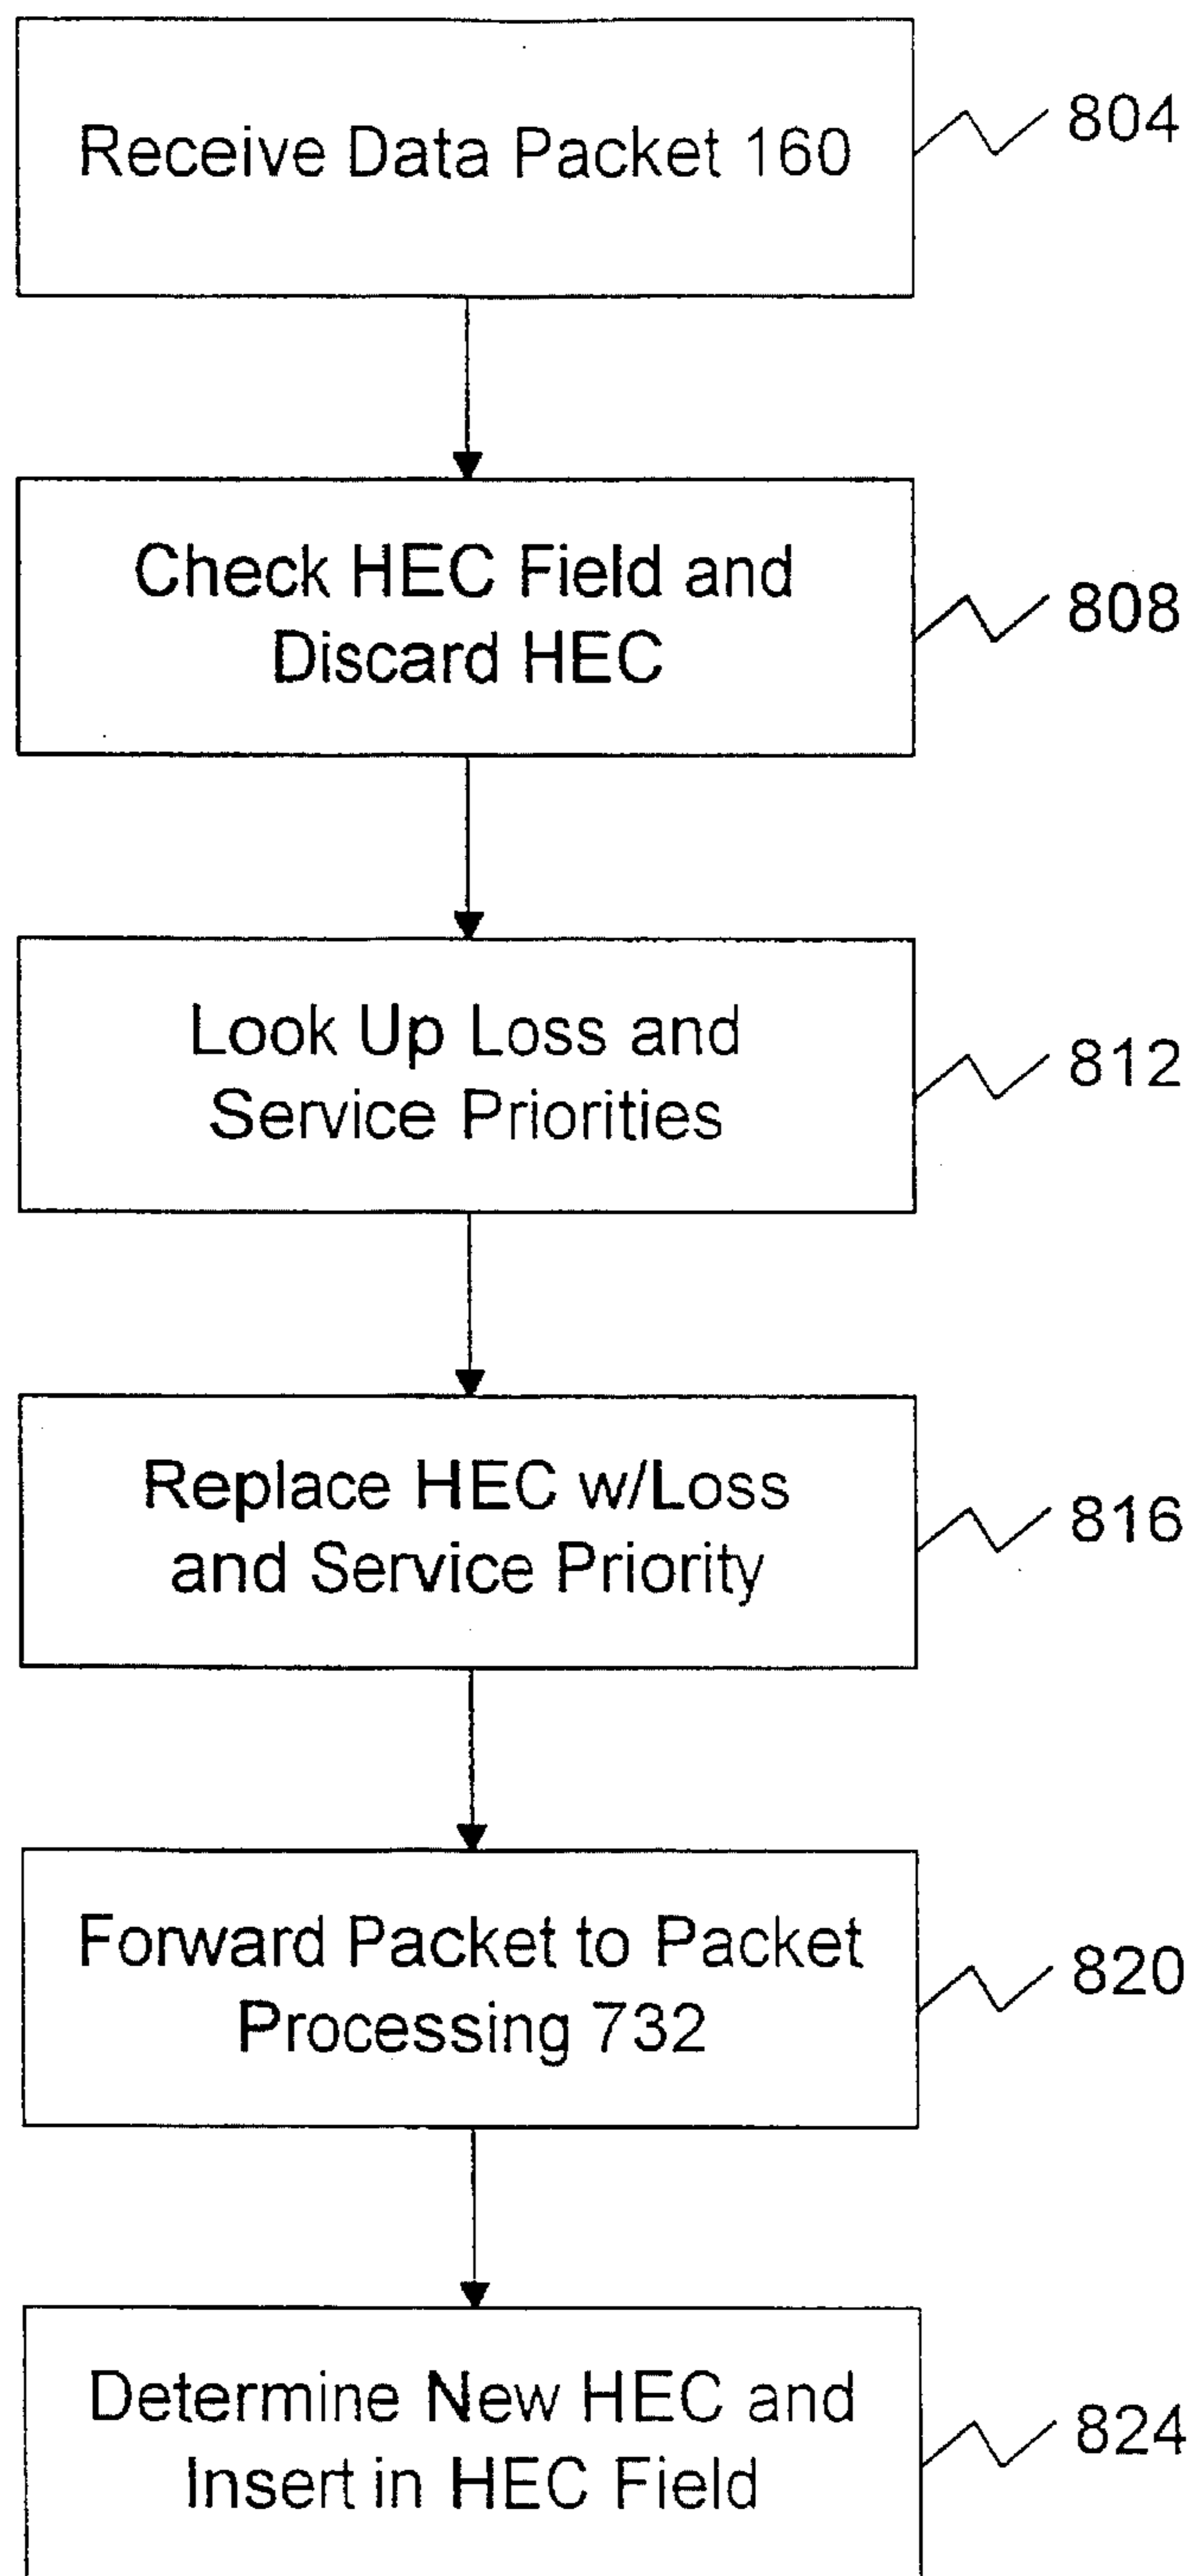 Receive Data Packet 160
804
Check HEC Field and
Discard HEC
808
Look Up Loss and
Service Priorities
812
Replace HEC w/Loss
and Service Priority
816
Forward Packet to Packet
Processing 732
820
Determine New HEC and
Insert in HEC Field
824